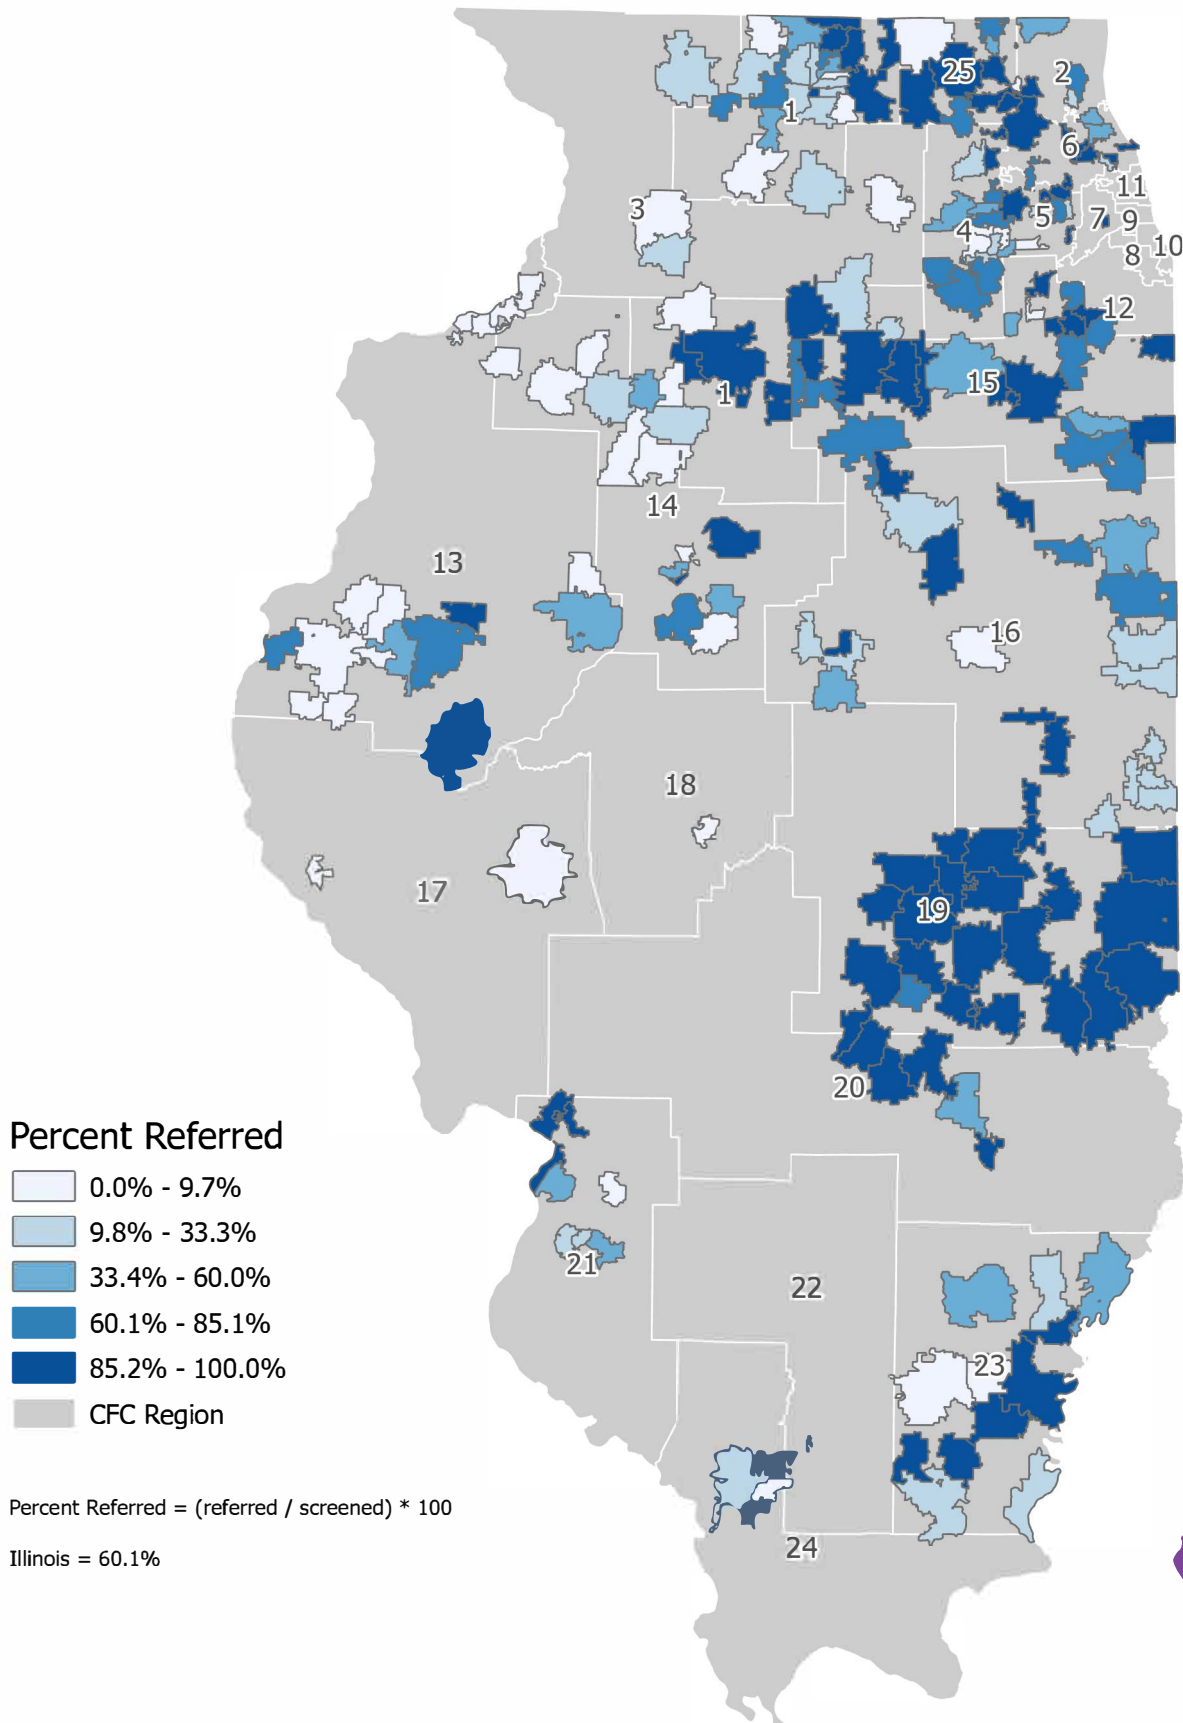 25
2
1
6
11
3
5
7
9
4
8
10
12
15
1
14
13
16
18
17
19
20
Percent Referred
0.0% - 9.7%
9.8% - 33.3%
33.4% - 60.0%
21
22
60.1% - 85.1%
85.2% - 100.0%
23
CFC Region
Percent Referred = (referred / screened) * 100
24
Illinois = 60.1%